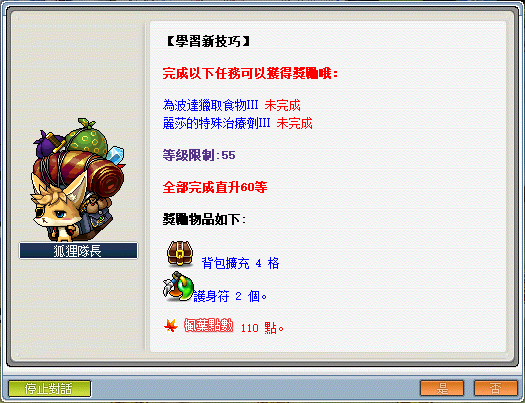 【學習新技巧】
完成以下任務可以獲得獎勵哦:
為波達獵取食物III 未完成
麗莎的特殊治療劑III 未完成
等级限制:55
全部完成直升60等
獎勵物品如下:
背包擴充 4 格
護身符 2 個。
楓葉點數 110 點。
狐狸隊長
停止對話
是
否